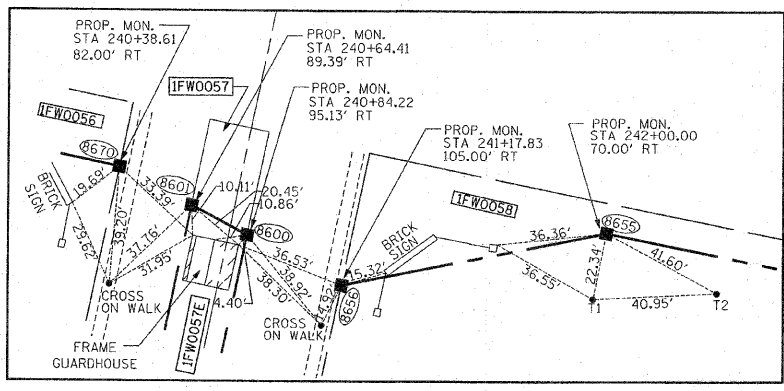 PROP. MON.
STA 240+38.61
82.00' RT
PROP. MON.
STA 240+64.41
89.39' RT
1FW0057
PROP. MON.
STA 240+84.22
95.13' RT
1FW0056
PROP. MON.
STA 241+17.83
105.00' RT
PROP. MON.
STA 242+00.00
70.00' RT
8670
8601
BRICK
SIGN
19.69'
33.39'
10.11'
20.45'
10.86'
1FW0058
8655
29.62'
39.20'
37.76'
31.95'
8600
36.53'
38.92'
38.30'
BRICK
SIGN
15.32'
36.36'
22.34'
41.60'
36.55'
CROSS
ON WALK
4.40'
14.92'
8656
CROSS
ON WALK
T1
40.95'
T2
FRAME
GUARDHOUSE
1FW0057E